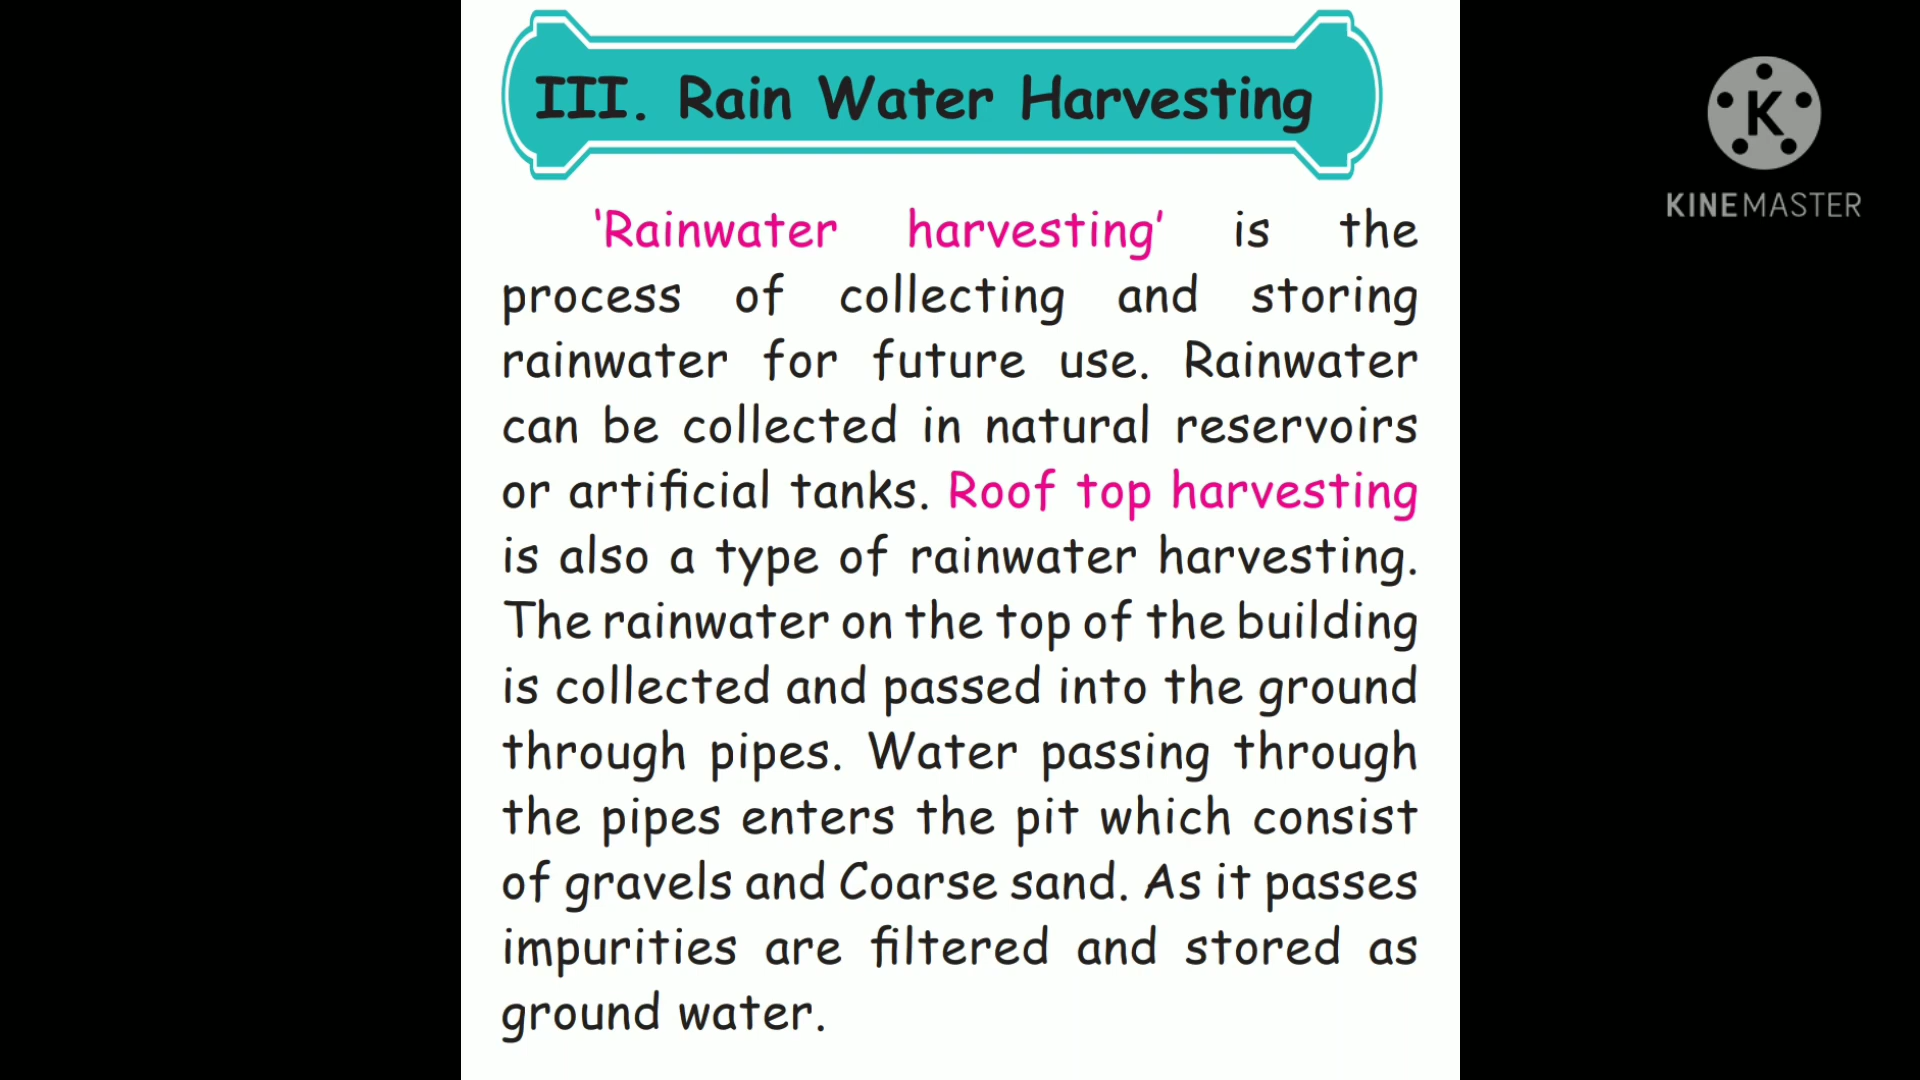 III. Rain Water Harvesting
‘Rainwater harvesting’ is the
process of collecting and storing
rainwater for future use. Rainwater
can be collected in natural reservoirs
or artificial tanks. Roof top harvesting
is also a type of rainwater harvesting.
The rainwater on the top of the building
is collected and passed into the ground
through pipes. Water passing through
the pipes enters the pit which consist
of gravels and Coarse sand. As it passes
impurities are filtered and stored as
ground water.
K
KINEMASTER